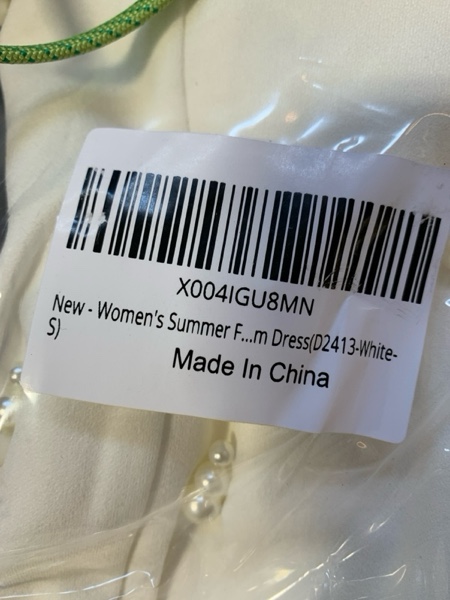 X004IGU8MN
New - Women's Summer F...m Dress(D2413-White-
S)
Made In China